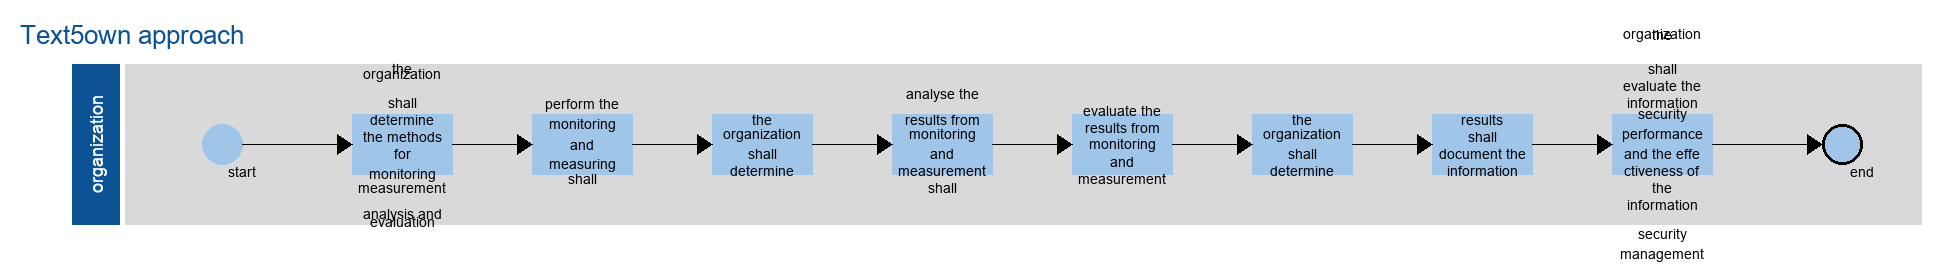 Text5own approach
organization
start
the
organization
shall
determine
the methods
for
monitoring
measurement
analysis and
evaluation
perform the
monitoring
and
measuring
shall
the
organization
shall
determine
analyse the
results from
monitoring
and
measurement
shall
evaluate the
results from
monitoring
and
measurement
the
organization
shall
determine
results
shall
document the
information
the
organization
shall
evaluate the
information
security
performance
and the effe
ctiveness of
the
information
security
management
end